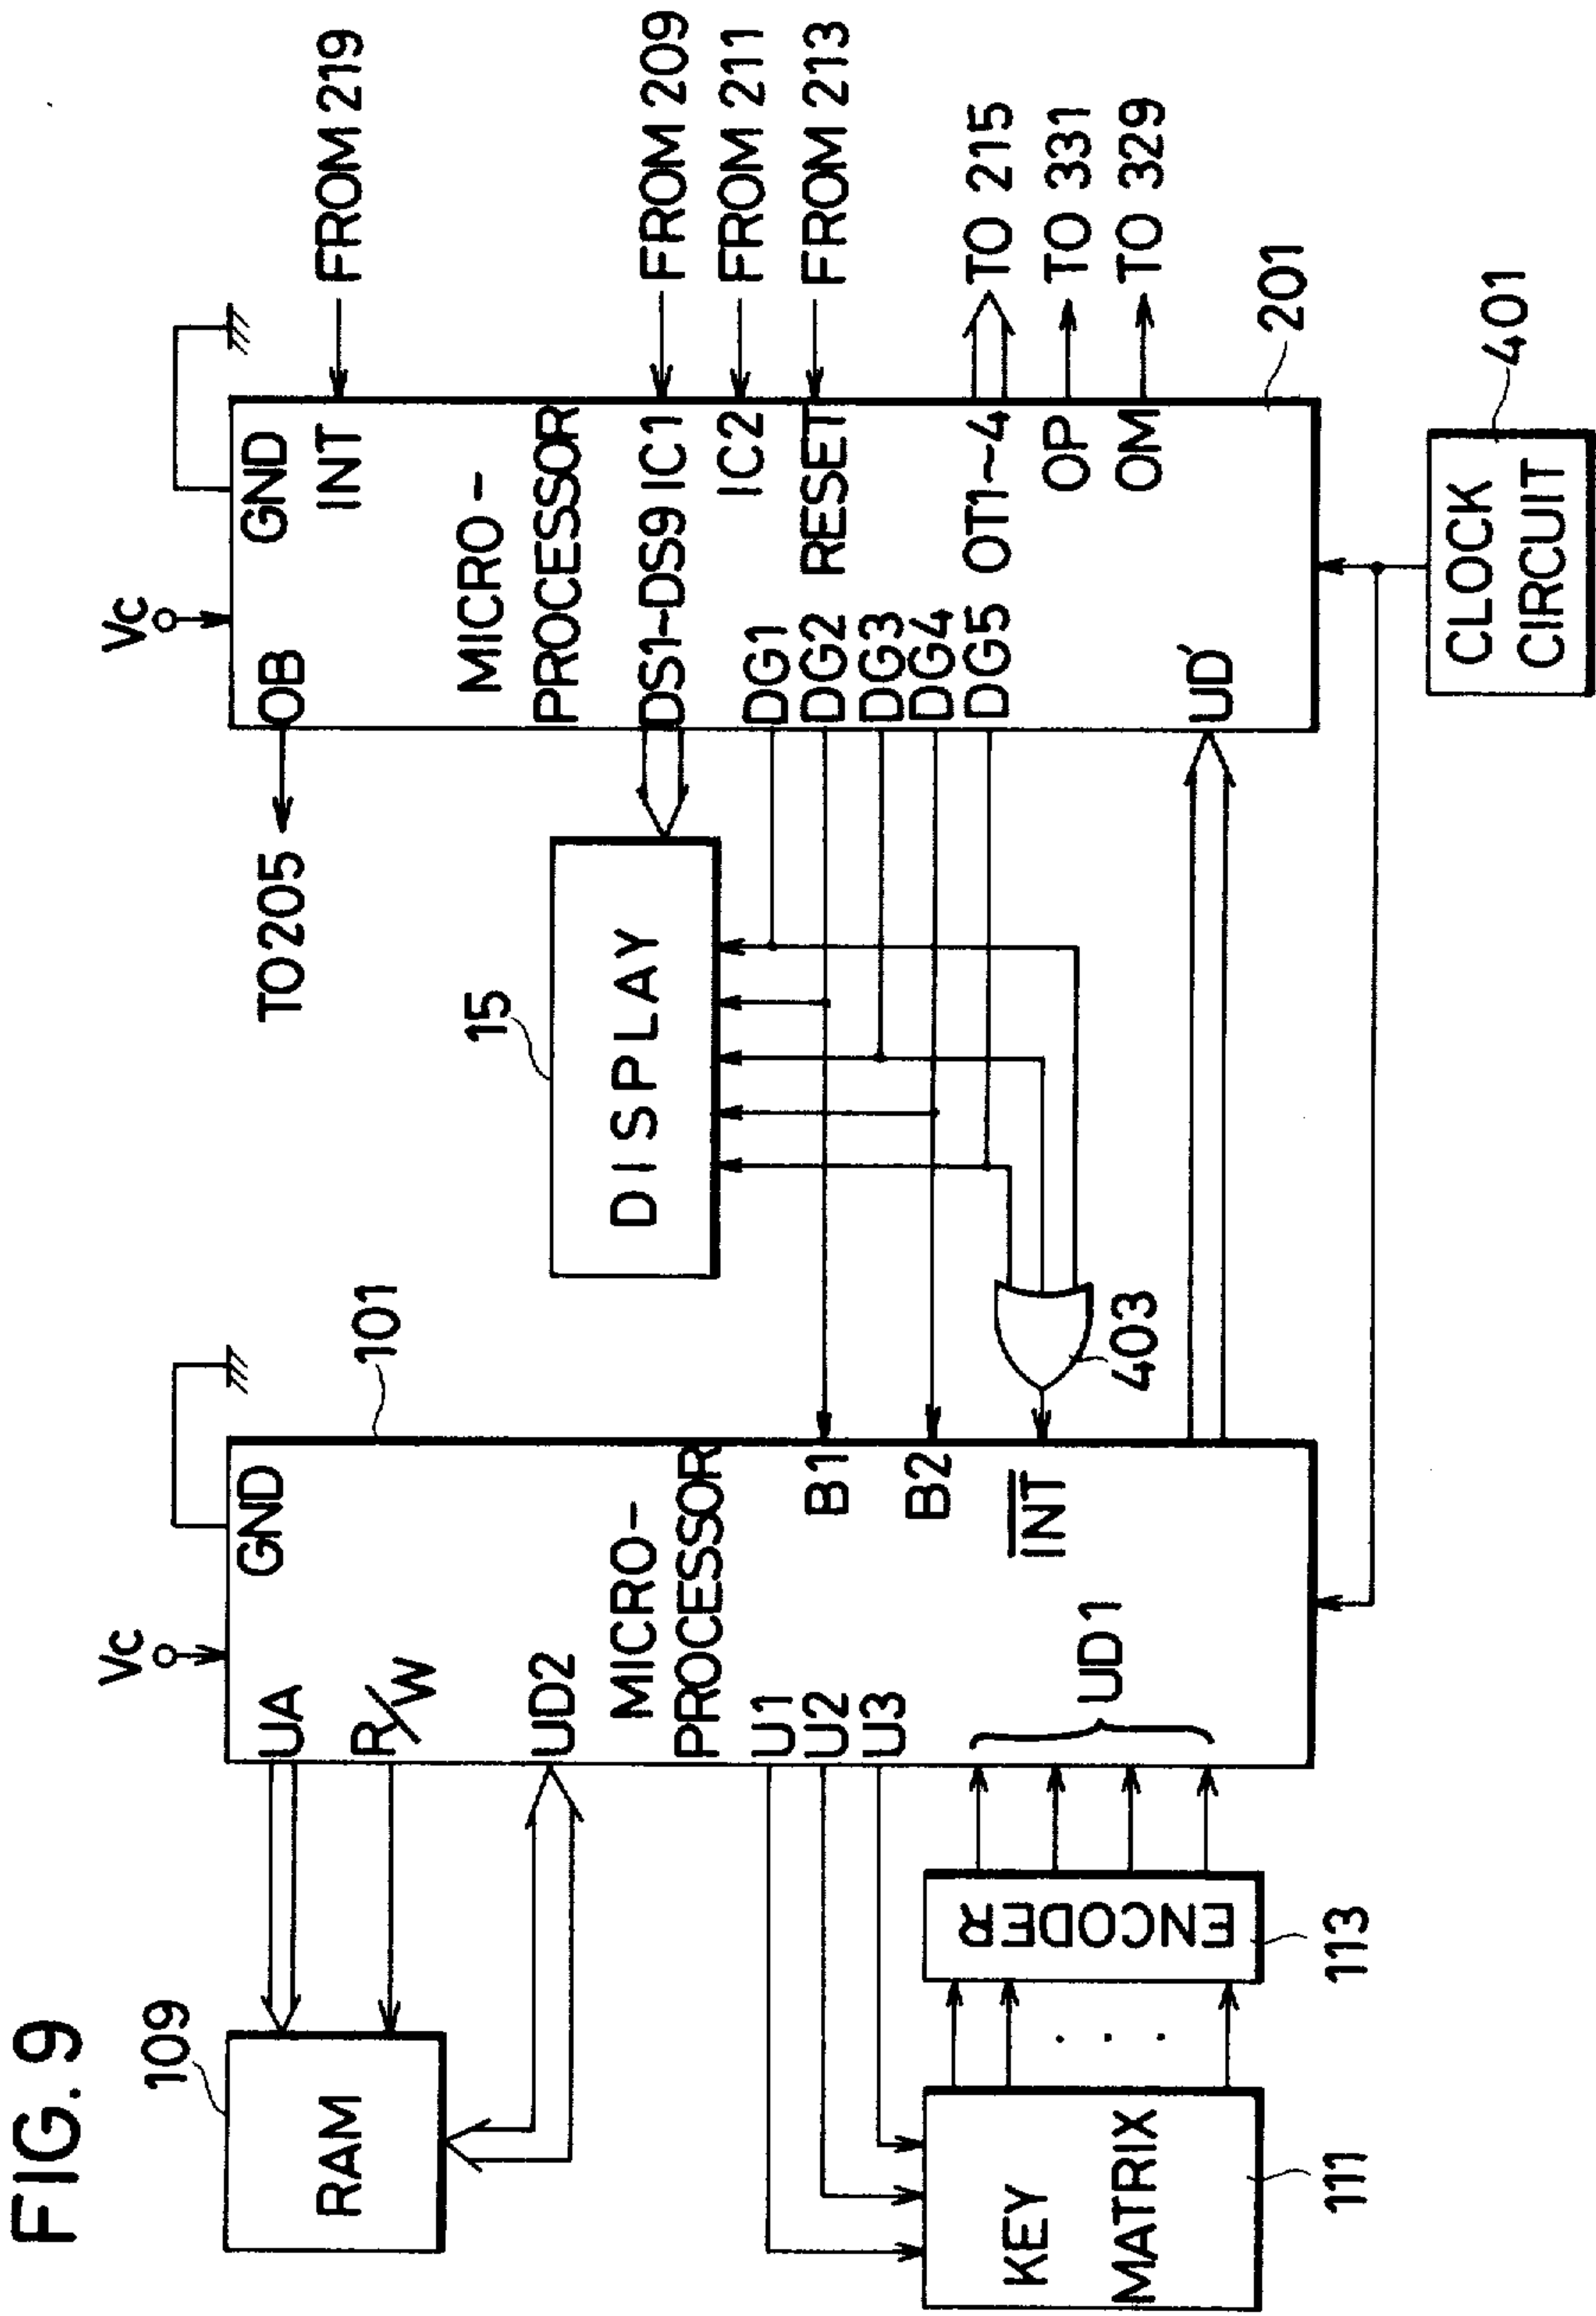 FIG. 9
109
RAM
Vc
GND
UA
R/W
UD2
MICRO-
PROCESSOR
U1
U2
U3
B1
B2
INT
UD1
101
KEY
MATRIX
111
ENCODER
113
15
DISPLAY
403
TO 205
Vc
OB
GND
INT
MICRO-
PROCESSOR
DS1~DS9 IC1
IC2
DG1
DG2 RESET
DG3
DG4
DG5 OT1~4
OP
OM
UD'
201
FROM 219
FROM 209
FROM 211
FROM 213
TO 215
TO 331
TO 329
CLOCK
CIRCUIT
401